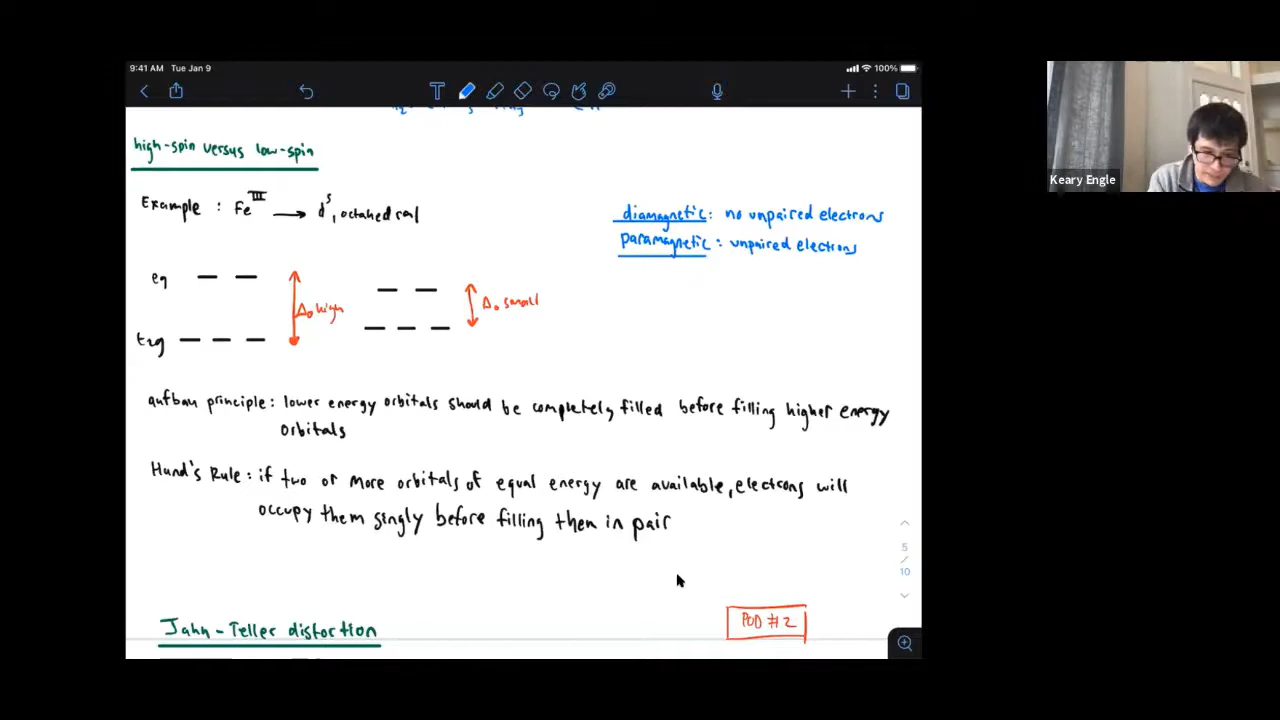 9:41 AM Tue Jan 9
100%
Keary Engle
high-spin versus low-spin
Example : Fe^III → d^5, octahedral
diamagnetic: no unpaired electrons
paramagnetic: unpaired electrons
eg
Δo high
Δo small
t2g
aufbau principle: lower energy orbitals should be completely filled before filling higher energy
orbitals
Hund's Rule: if two or more orbitals of equal energy are available, electrons will
occupy them singly before filling them in pair
5
/
10
POD #2
Jahn-Teller distortion